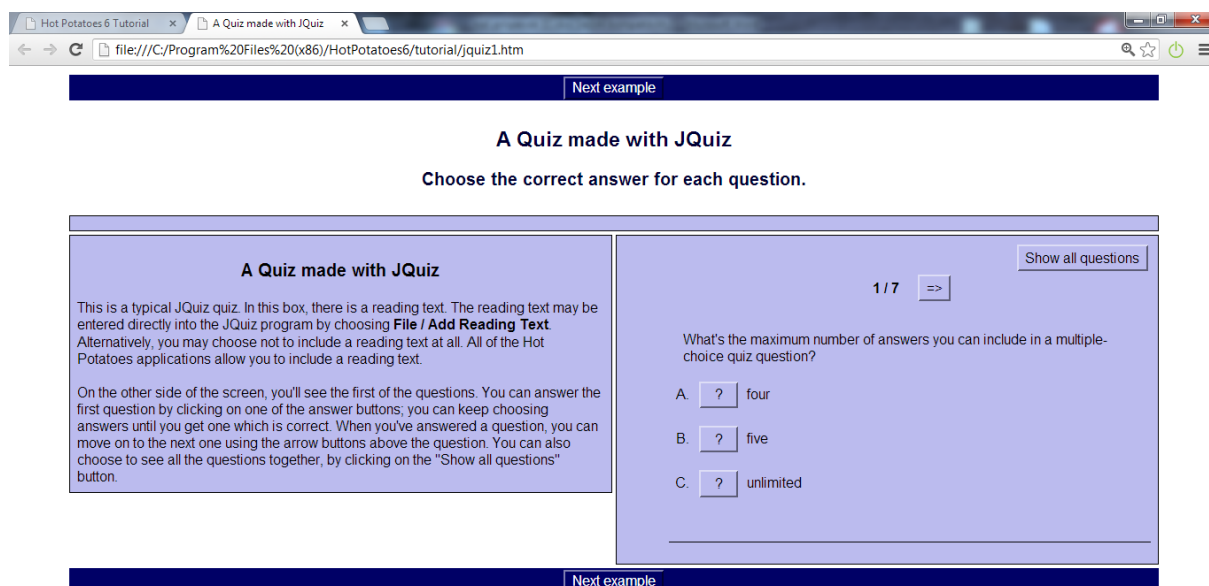 Hot Potatoes 6 Tutorial × A Quiz made with JQuiz ×
file:///C:/Program%20Files%20(x86)/HotPotatoes6/tutorial/jquiz1.htm
Next example
A Quiz made with JQuiz
Choose the correct answer for each question.
A Quiz made with JQuiz
This is a typical JQuiz quiz. In this box, there is a reading text. The reading text may be
entered directly into the JQuiz program by choosing File / Add Reading Text.
Alternatively, you may choose not to include a reading text at all. All of the Hot
Potatoes applications allow you to include a reading text.
On the other side of the screen, you'll see the first of the questions. You can answer the
first question by clicking on one of the answer buttons; you can keep choosing
answers until you get one which is correct. When you've answered a question, you can
move on to the next one using the arrow buttons above the question. You can also
choose to see all the questions together, by clicking on the "Show all questions"
button.
Show all questions
1 / 7 =>
What's the maximum number of answers you can include in a multiple-
choice quiz question?
A. ? four
B. ? five
C. ? unlimited
Next example